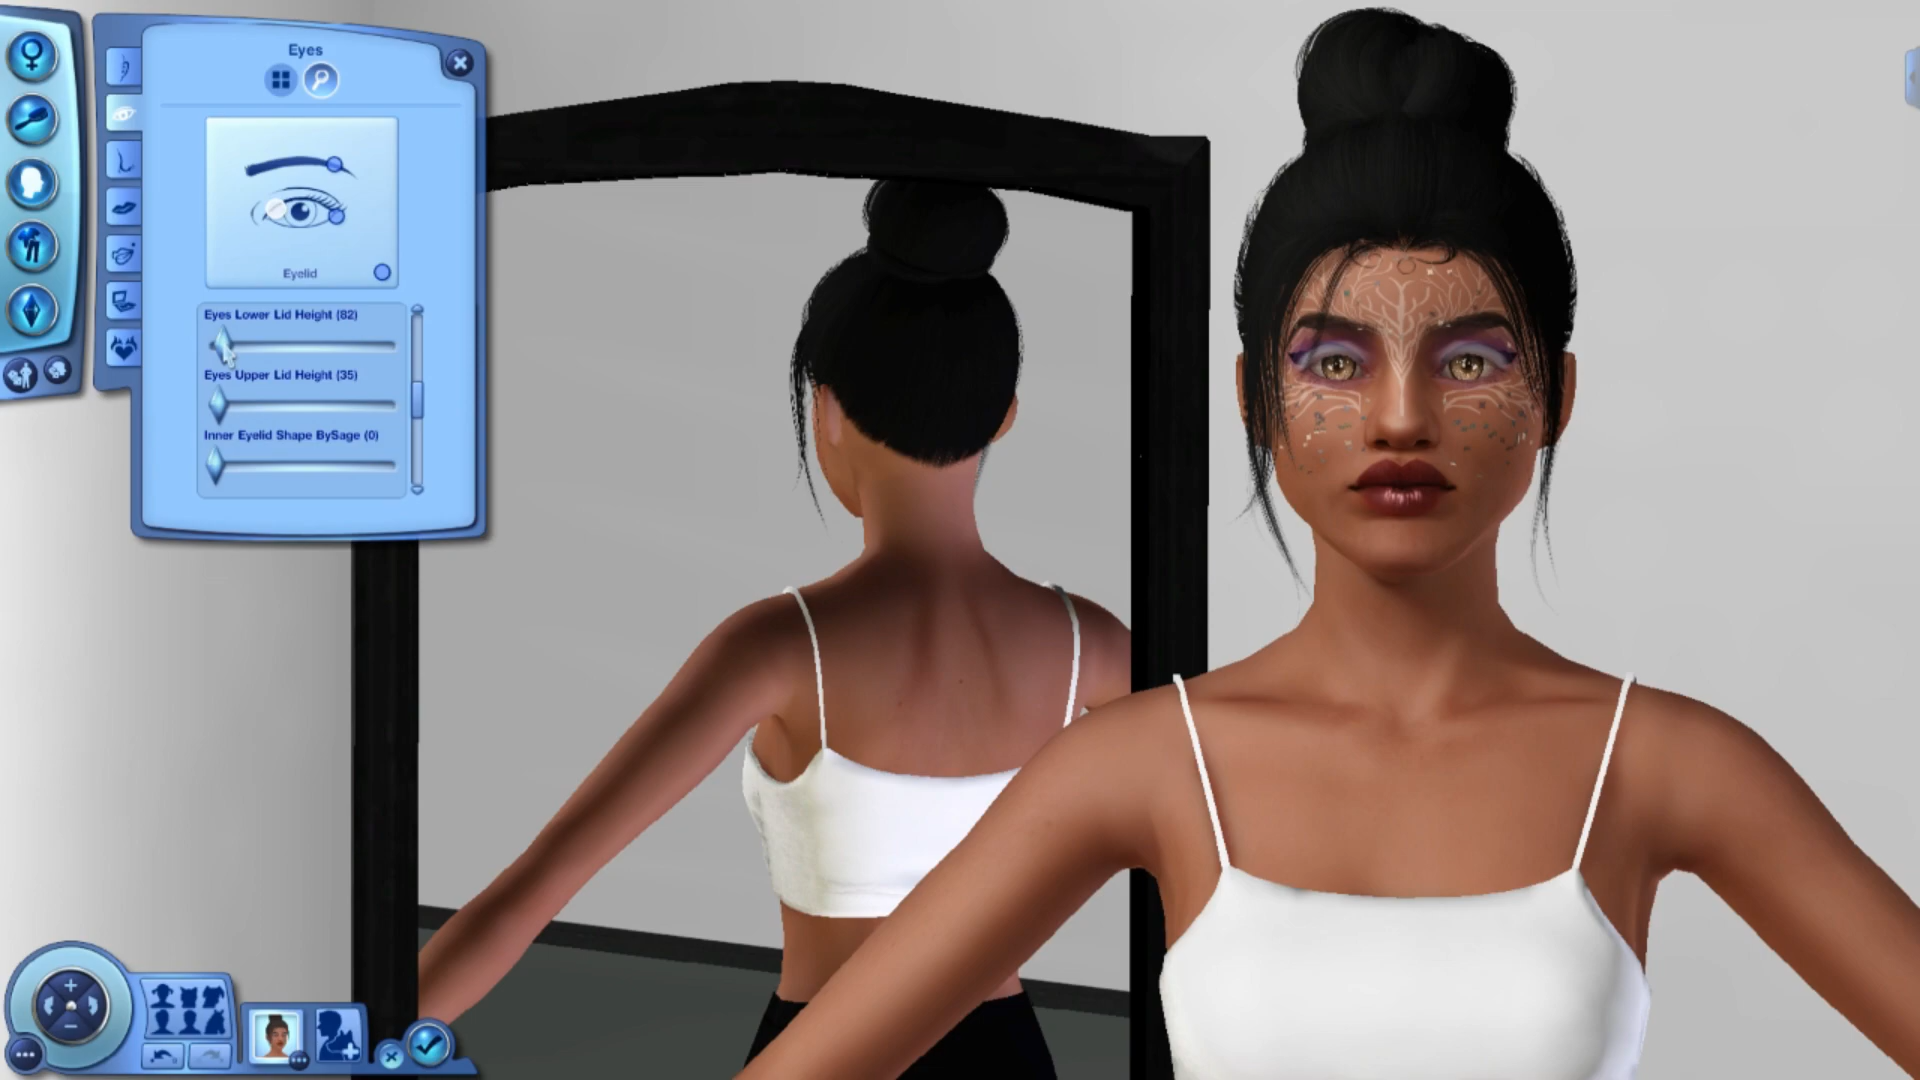 Eyes
Eyelid
Eyes Lower Lid Height (82)
Eyes Upper Lid Height (35)
Inner Eyelid Shape BySage (0)